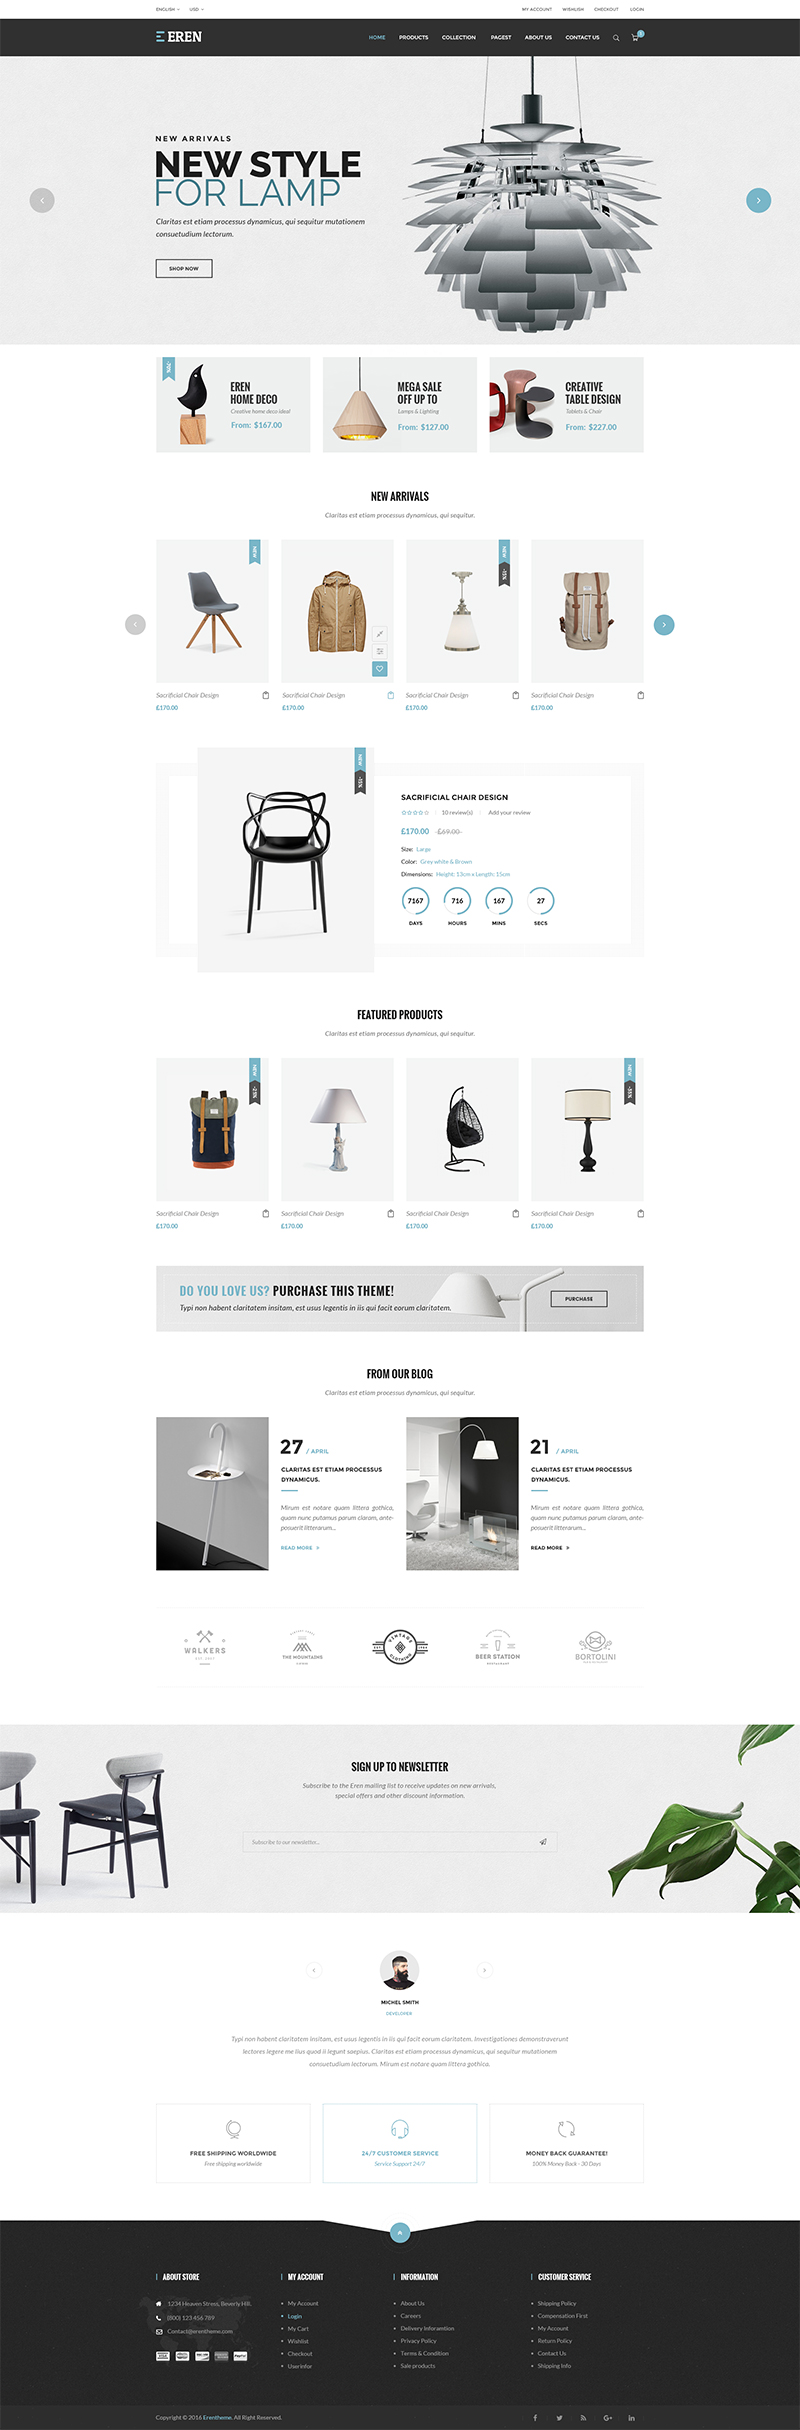 ENGLISH USD MY ACCOUNT WISHLISH CHECKOUT LOGIN
EREN HOME PRODUCTS COLLECTION PAGEST ABOUT US CONTACT US
NEW ARRIVALS
NEW STYLE
FOR LAMP
Claritas est etiam processus dynamicus, qui sequitur mutationem
consuetudium lectorum.
SHOP NOW
-70%
EREN
HOME DECO
Creative home deco ideal
From: $167.00
MEGA SALE
OFF UP TO
Lamps & Lighting
From: $127.00
CREATIVE
TABLE DESIGN
Tablets & Chair
From: $227.00
NEW ARRIVALS
Claritas est etiam processus dynamicus, qui sequitur.
NEW
NEW
-15%
Sacrificial Chair Design
£170.00
Sacrificial Chair Design
£170.00
Sacrificial Chair Design
£170.00
Sacrificial Chair Design
£170.00
NEW
-15%
SACRIFICIAL CHAIR DESIGN
10 review(s) Add your review
£170.00 £69.00
Size: Large
Color: Grey white & Brown
Dimensions: Height: 13cm x Length: 15cm
7167 716 167 27
DAYS HOURS MINS SECS
FEATURED PRODUCTS
Claritas est etiam processus dynamicus, qui sequitur.
NEW
NEW
Sacrificial Chair Design
£170.00
Sacrificial Chair Design
£170.00
Sacrificial Chair Design
£170.00
Sacrificial Chair Design
£170.00
DO YOU LOVE US? PURCHASE THIS THEME!
Typi non habent claritatem insitam, est usus legentis in iis qui facit eorum claritatem.
PURCHASE
FROM OUR BLOG
Claritas est etiam processus dynamicus, qui sequitur.
27 / APRIL
CLARITAS EST ETIAM PROCESSUS
DYNAMICUS.
Mirum est notare quam littera gothica,
quam nunc putamus parum claram, ante-
posuerit litterarum...
READ MORE »
21 / APRIL
CLARITAS EST ETIAM PROCESSUS
DYNAMICUS.
Mirum est notare quam littera gothica,
quam nunc putamus parum claram, ante-
posuerit litterarum...
READ MORE »
WALKERS
THE MOUNTAINS
VINTAGE
CLOTHING
BEER STATION
RESTAURANT
BORTOLINI
SIGN UP TO NEWSLETTER
Subscribe to the Eren mailing list to receive updates on new arrivals,
special offers and other discount information.
Subscribe to our newsletter...
MICHEL SMITH
DEVELOPER
Typi non habent claritatem insitam, est usus legentis in iis qui facit eorum claritatem. Investigationes demonstraverunt
lectores legere me lius quod ii legunt saepius. Claritas est etiam processus dynamicus, qui sequitur mutationem
consuetudium lectorum. Mirum est notare quam littera gothica.
FREE SHIPPING WORLDWIDE
Free shipping worldwide
24/7 CUSTOMER SERVICE
Service Support 24/7
MONEY BACK GUARANTEE!
100% Money Back - 30 Days
ABOUT STORE
1234 Heaven Stress, Beverly Hill.
(800) 123 456 789
Contact@erentheme.com
PayPal
MY ACCOUNT
My Account
Login
My Cart
Wishlist
Checkout
Userinfor
INFORMATION
About Us
Careers
Delivery Inforamtion
Privacy Policy
Terms & Condition
Sale products
CUSTOMER SERVICE
Shipping Policy
Compensation First
My Account
Return Policy
Contact Us
Shipping Info
Copyright © 2016 Erentheme. All Right Reserved.